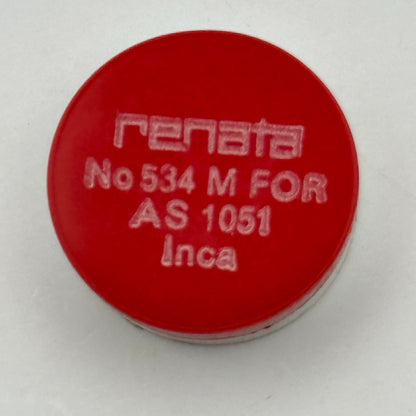 renata
No 534 M FOR
AS 1051
Inca